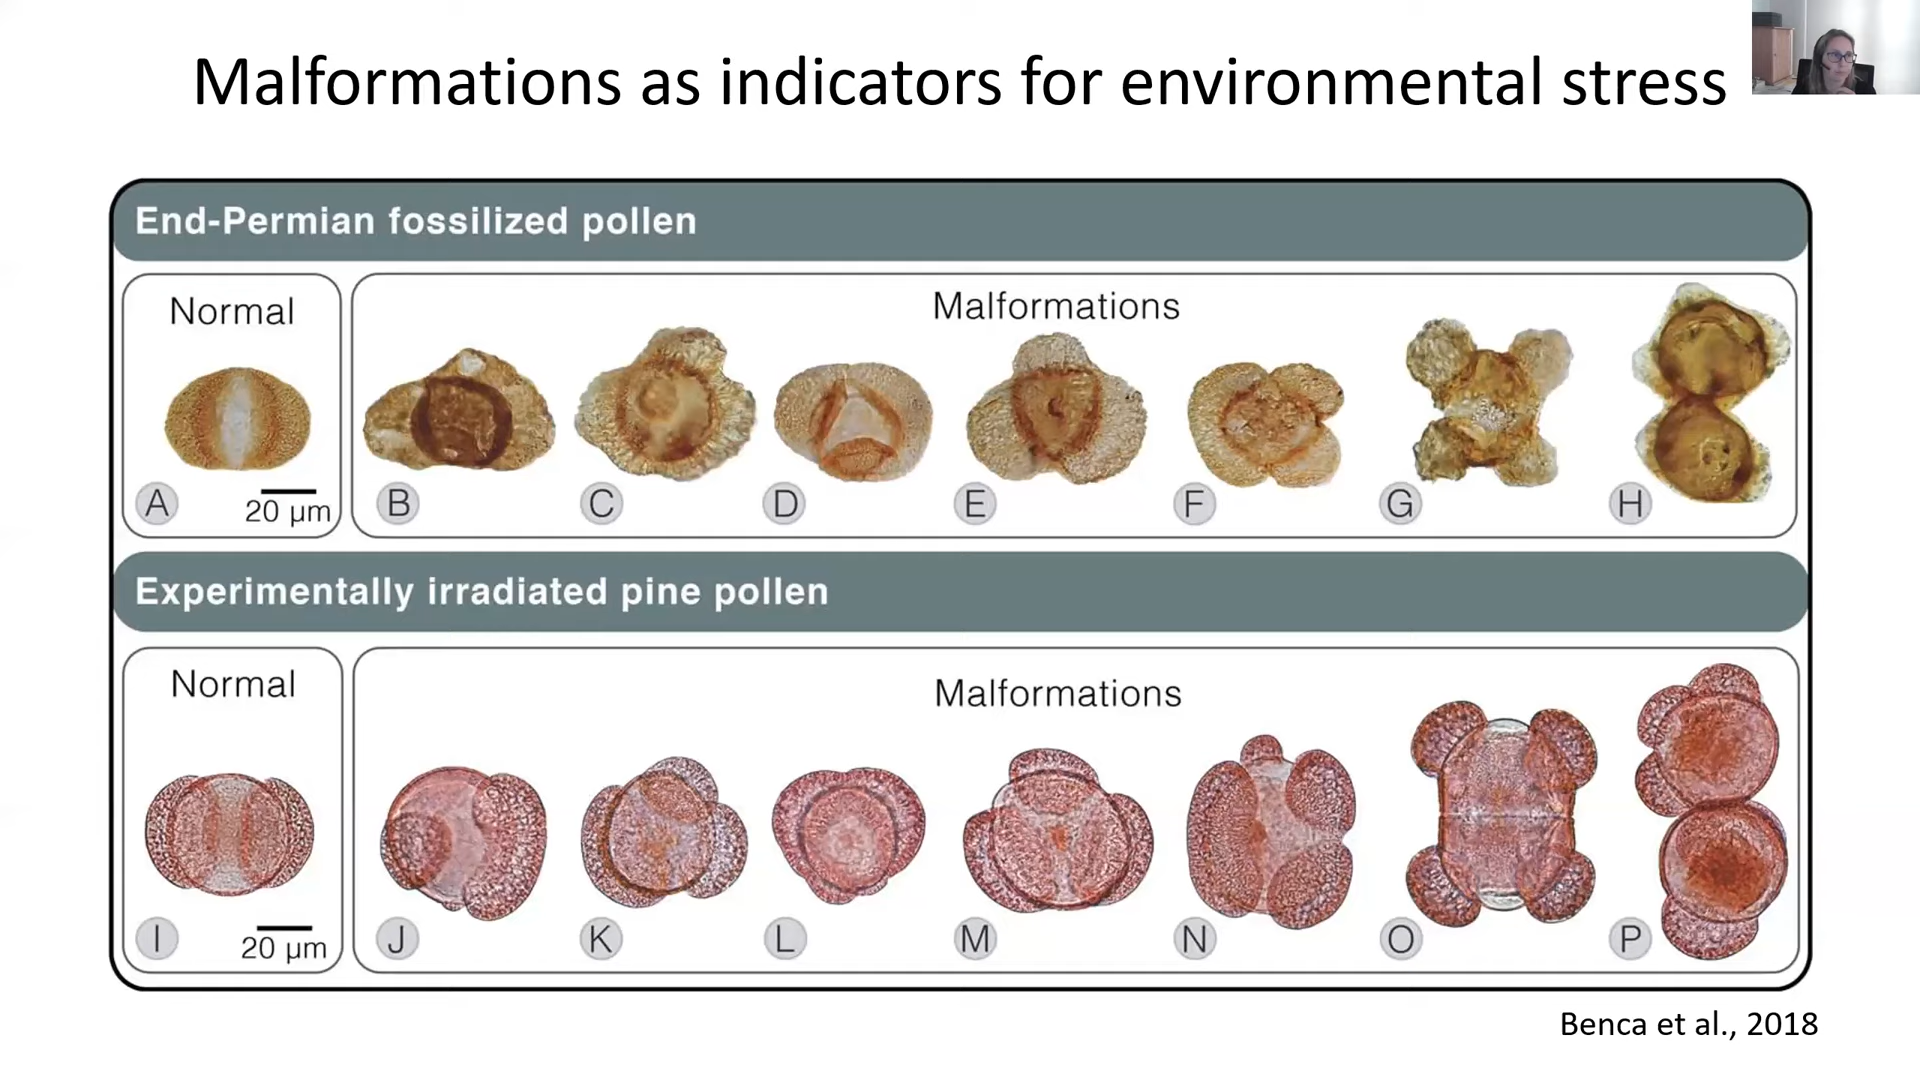 Malformations as indicators for environmental stress
End-Permian fossilized pollen
Normal
Malformations
A
20 µm
B
C
D
E
F
G
H
Experimentally irradiated pine pollen
Normal
Malformations
I
20 µm
J
K
L
M
N
O
P
Benca et al., 2018